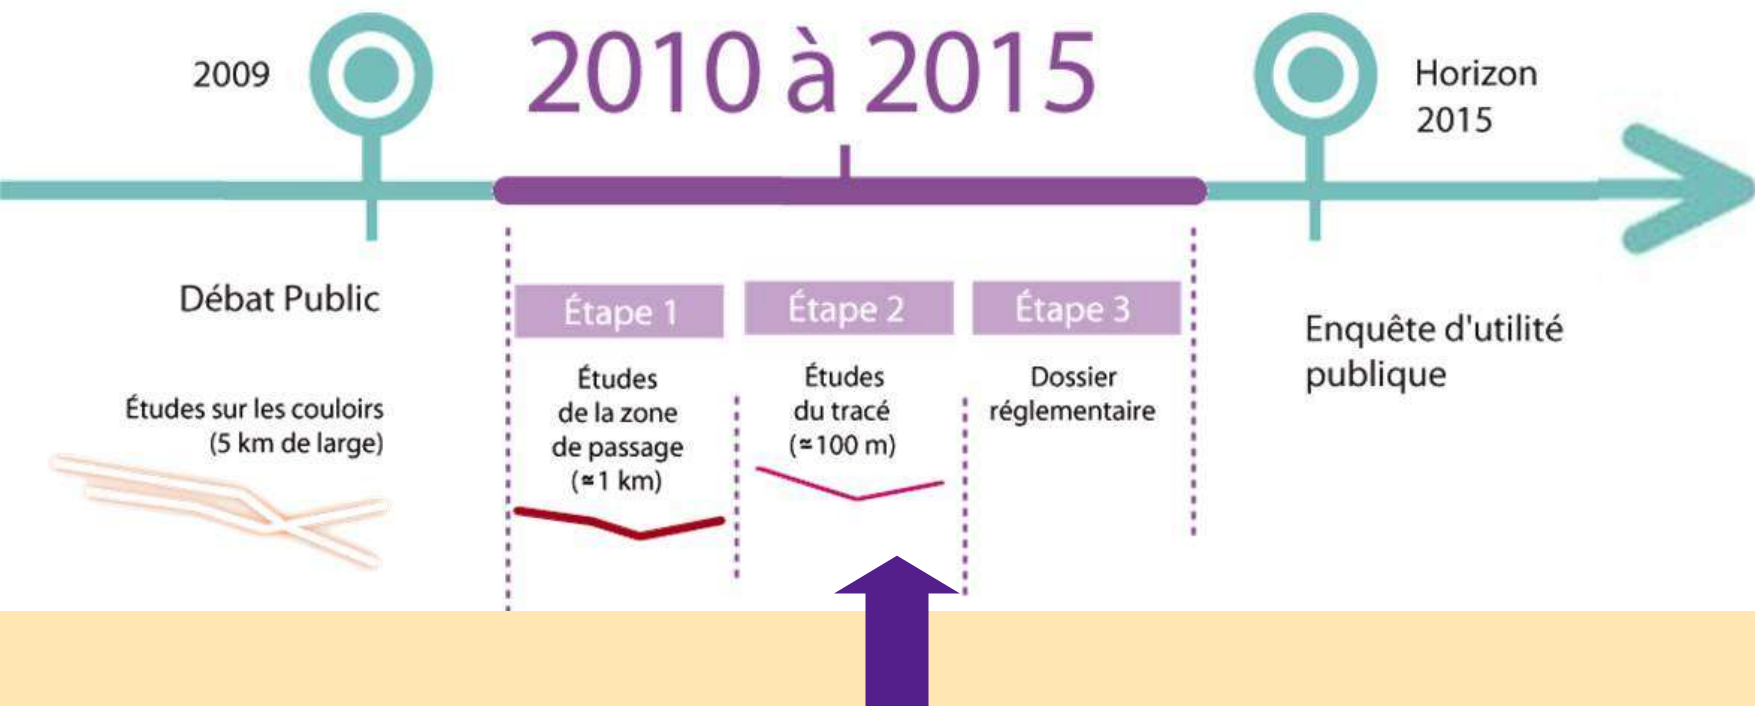 2009
2010 à 2015
Horizon
2015
Débat Public
Études sur les couloirs
(5 km de large)
Étape 1
Études
de la zone
de passage
(≃1 km)
Étape 2
Études
du tracé
(≃100 m)
Étape 3
Dossier
réglementaire
Enquête d'utilité
publique